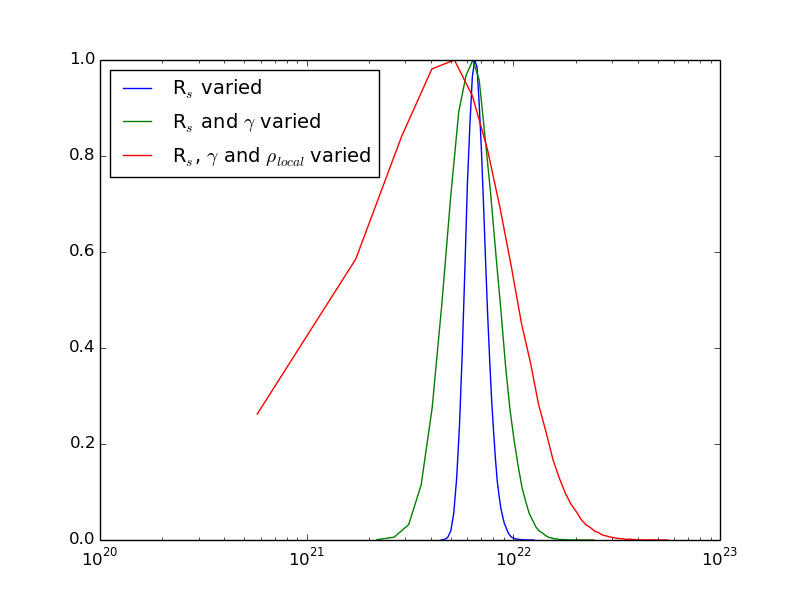 1.0
0.8
0.6
0.4
0.2
0.0
R_s varied
R_s and γ varied
R_s, γ and ρ_local varied
10^20 10^21 10^22 10^23